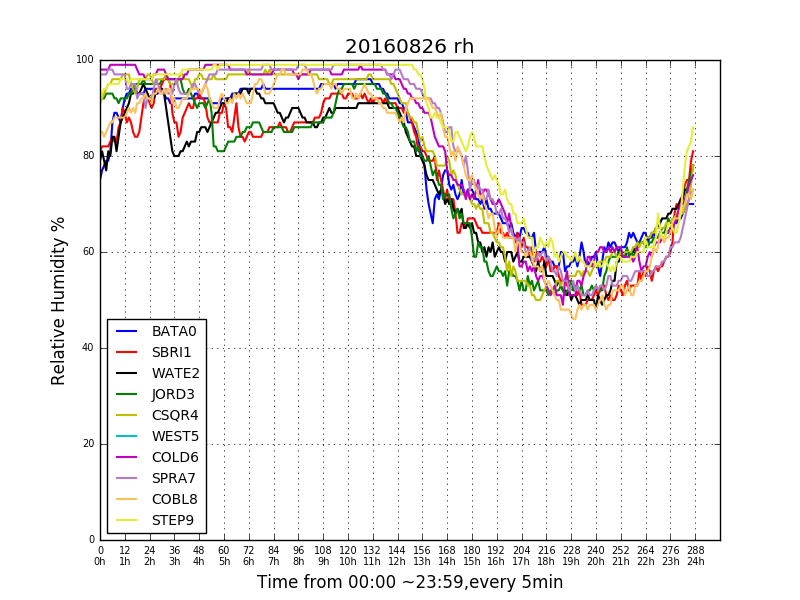 20160826 rh
Relative Humidity %
100
80
60
40
20
0
BATA0
SBRI1
WATE2
JORD3
CSQR4
WEST5
COLD6
SPRA7
COBL8
STEP9
0 12 24 36 48 60 72 84 96 108 120 132 144 156 168 180 192 204 216 228 240 252 264 276 288
0h 1h 2h 3h 4h 5h 6h 7h 8h 9h 10h 11h 12h 13h 14h 15h 16h 17h 18h 19h 20h 21h 22h 23h 24h
Time from 00:00 ~23:59,every 5min